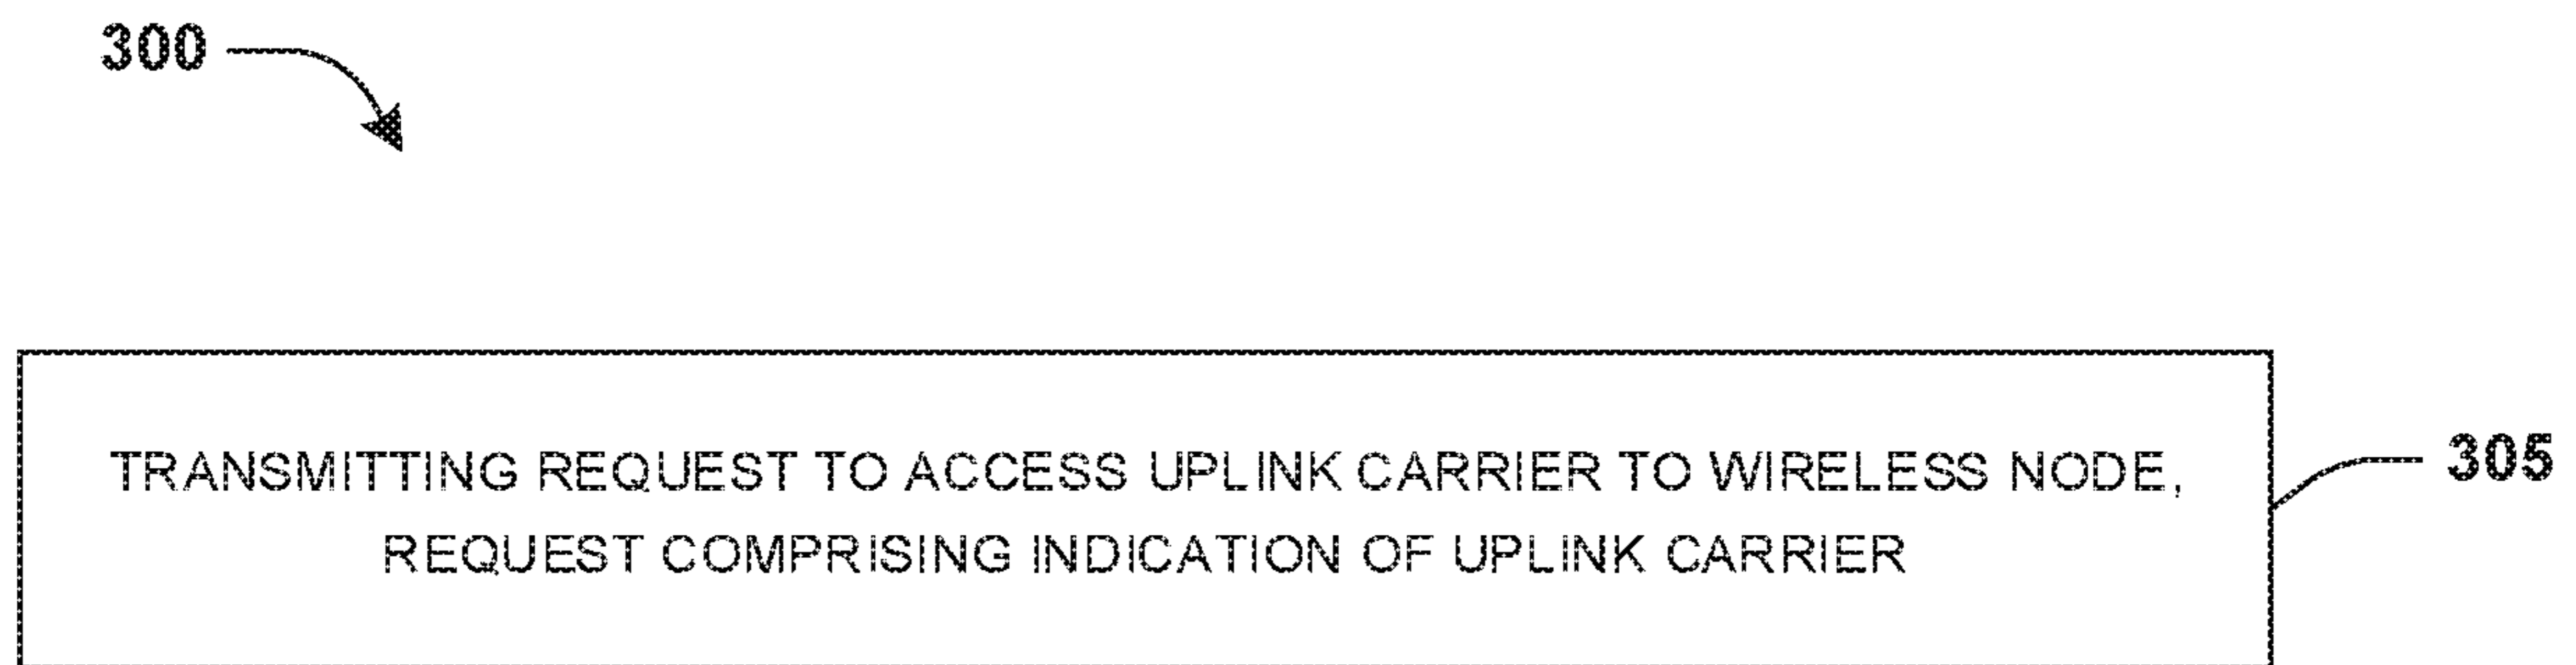 300
TRANSMITTING REQUEST TO ACCESS UPLINK CARRIER TO WIRELESS NODE,
REQUEST COMPRISING INDICATION OF UPLINK CARRIER
305